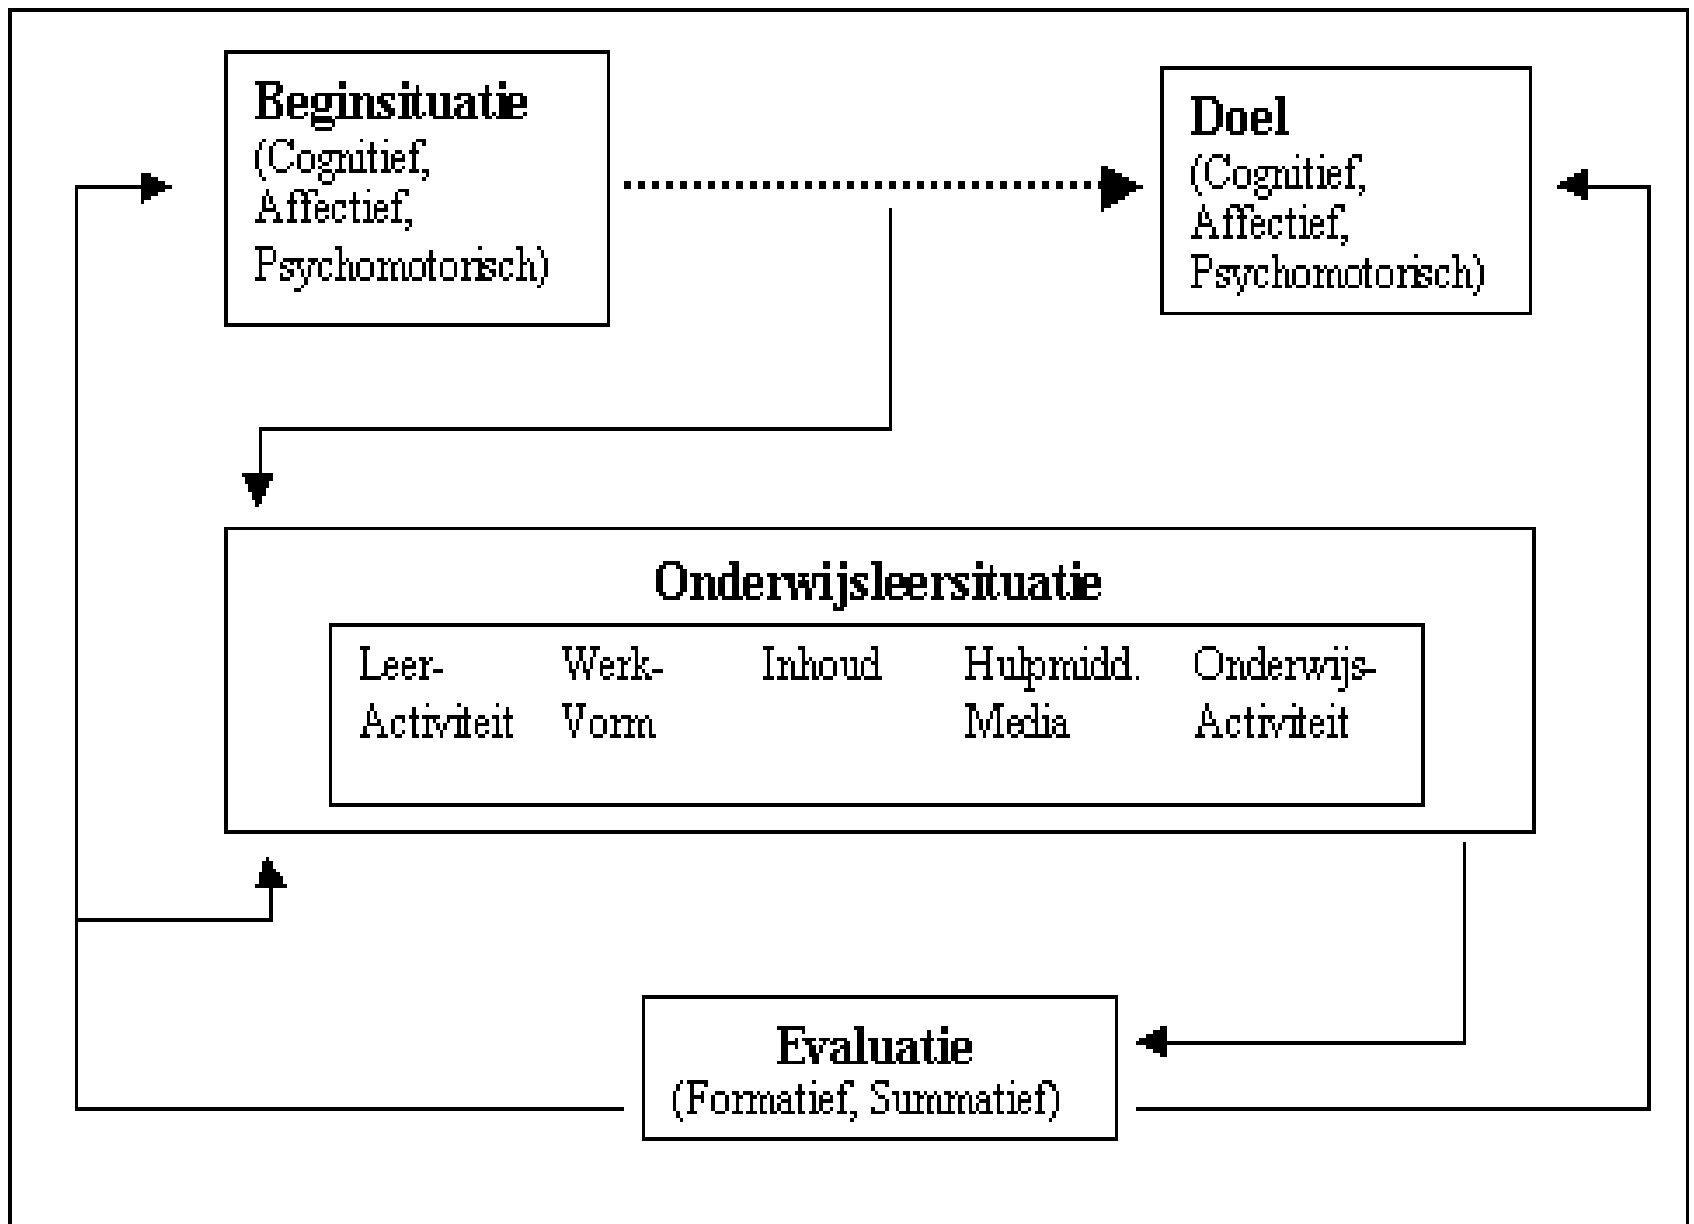 Beginsituatie
(Cognitief,
Affectief,
Psychomotorisch)
Doel
(Cognitief,
Affectief,
Psychomotorisch)
Onderwijsleersituatie
Leer-
Activiteit
Werk-
Vorm
Inhoud
Hulpmidd.
Media
Onderwijs-
Activiteit
Evaluatie
(Formatief, Summatief)